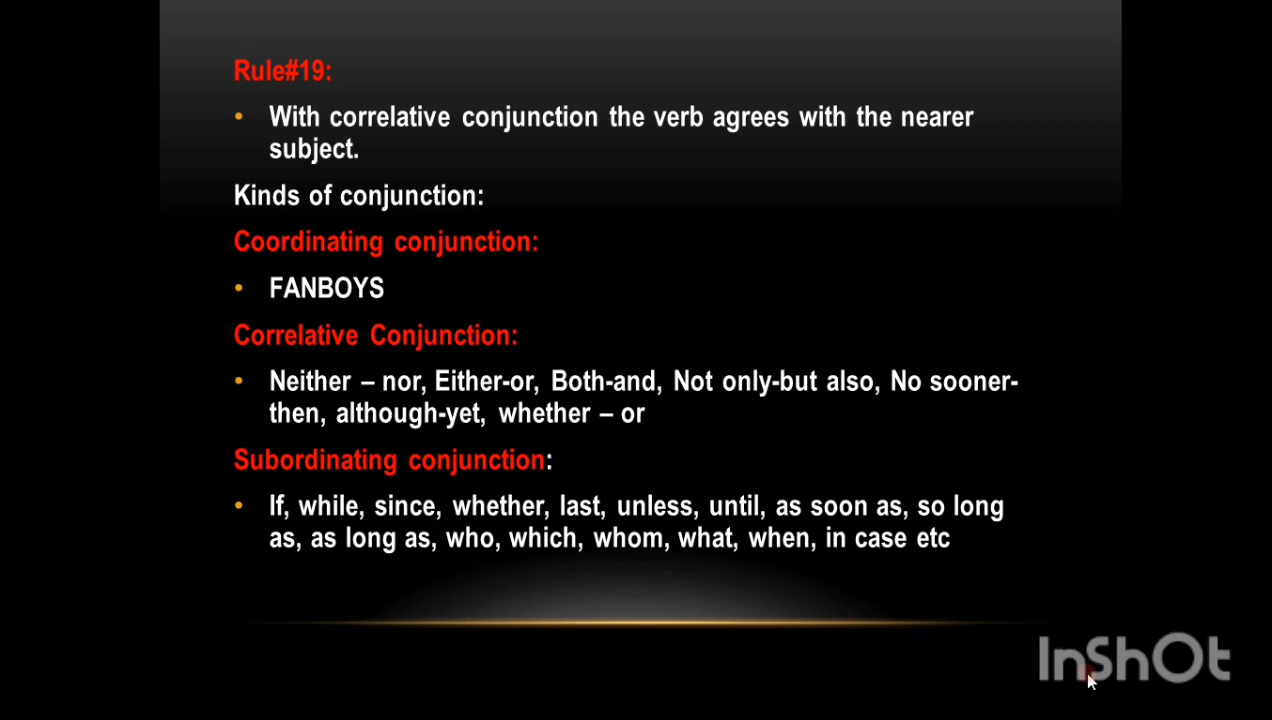 Rule#19:
• With correlative conjunction the verb agrees with the nearer
subject.
Kinds of conjunction:
Coordinating conjunction:
• FANBOYS
Correlative Conjunction:
• Neither – nor, Either-or, Both-and, Not only-but also, No sooner-
then, although-yet, whether – or
Subordinating conjunction:
• If, while, since, whether, last, unless, until, as soon as, so long
as, as long as, who, which, whom, what, when, in case etc
InShOt